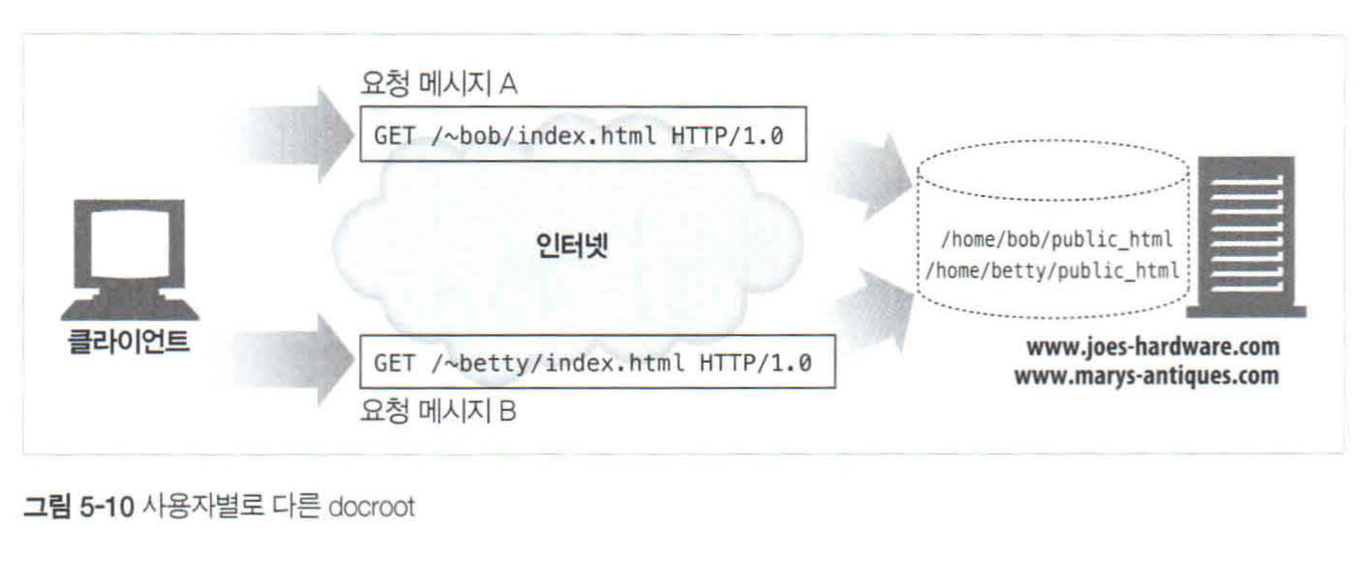 요청 메시지 A
GET /~bob/index.html HTTP/1.0
인터넷
/home/bob/public_html
/home/betty/public_html
클라이언트
www.joes-hardware.com
www.marys-antiques.com
GET /~betty/index.html HTTP/1.0
요청 메시지 B
그림 5-10 사용자별로 다른 docroot